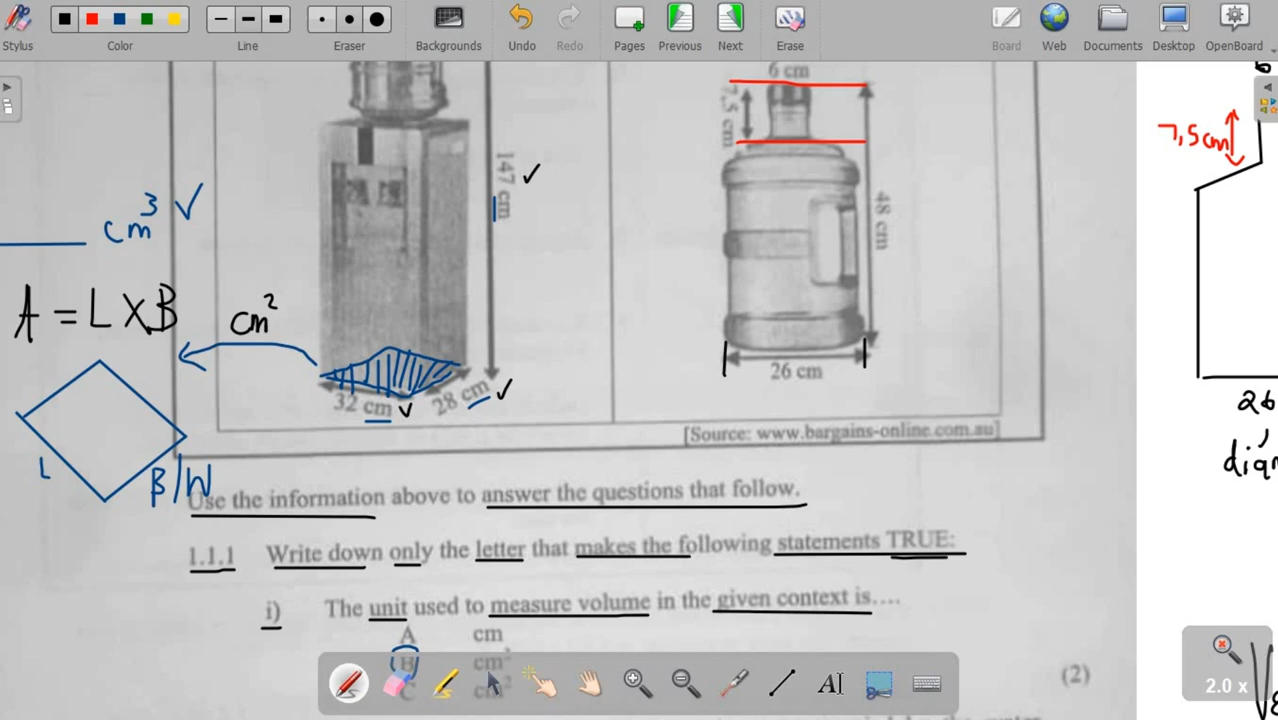 Stylus
Color
Line
Eraser
Backgrounds
Undo
Redo
Pages
Previous
Next
Erase
Board
Web
Documents
Desktop
OpenBoard
6 cm
7,5 cm
48 cm
26 cm
147 cm
32 cm
28 cm
cm³ ✓
A = L X B
cm²
L
B/W
7,5cm
26
[Source: www.bargains-online.com.au]
Use the information above to answer the questions that follow.
1.1.1 Write down only the letter that makes the following statements TRUE:
i) The unit used to measure volume in the given context is....
A cm
B
C
(2)
2.0 x